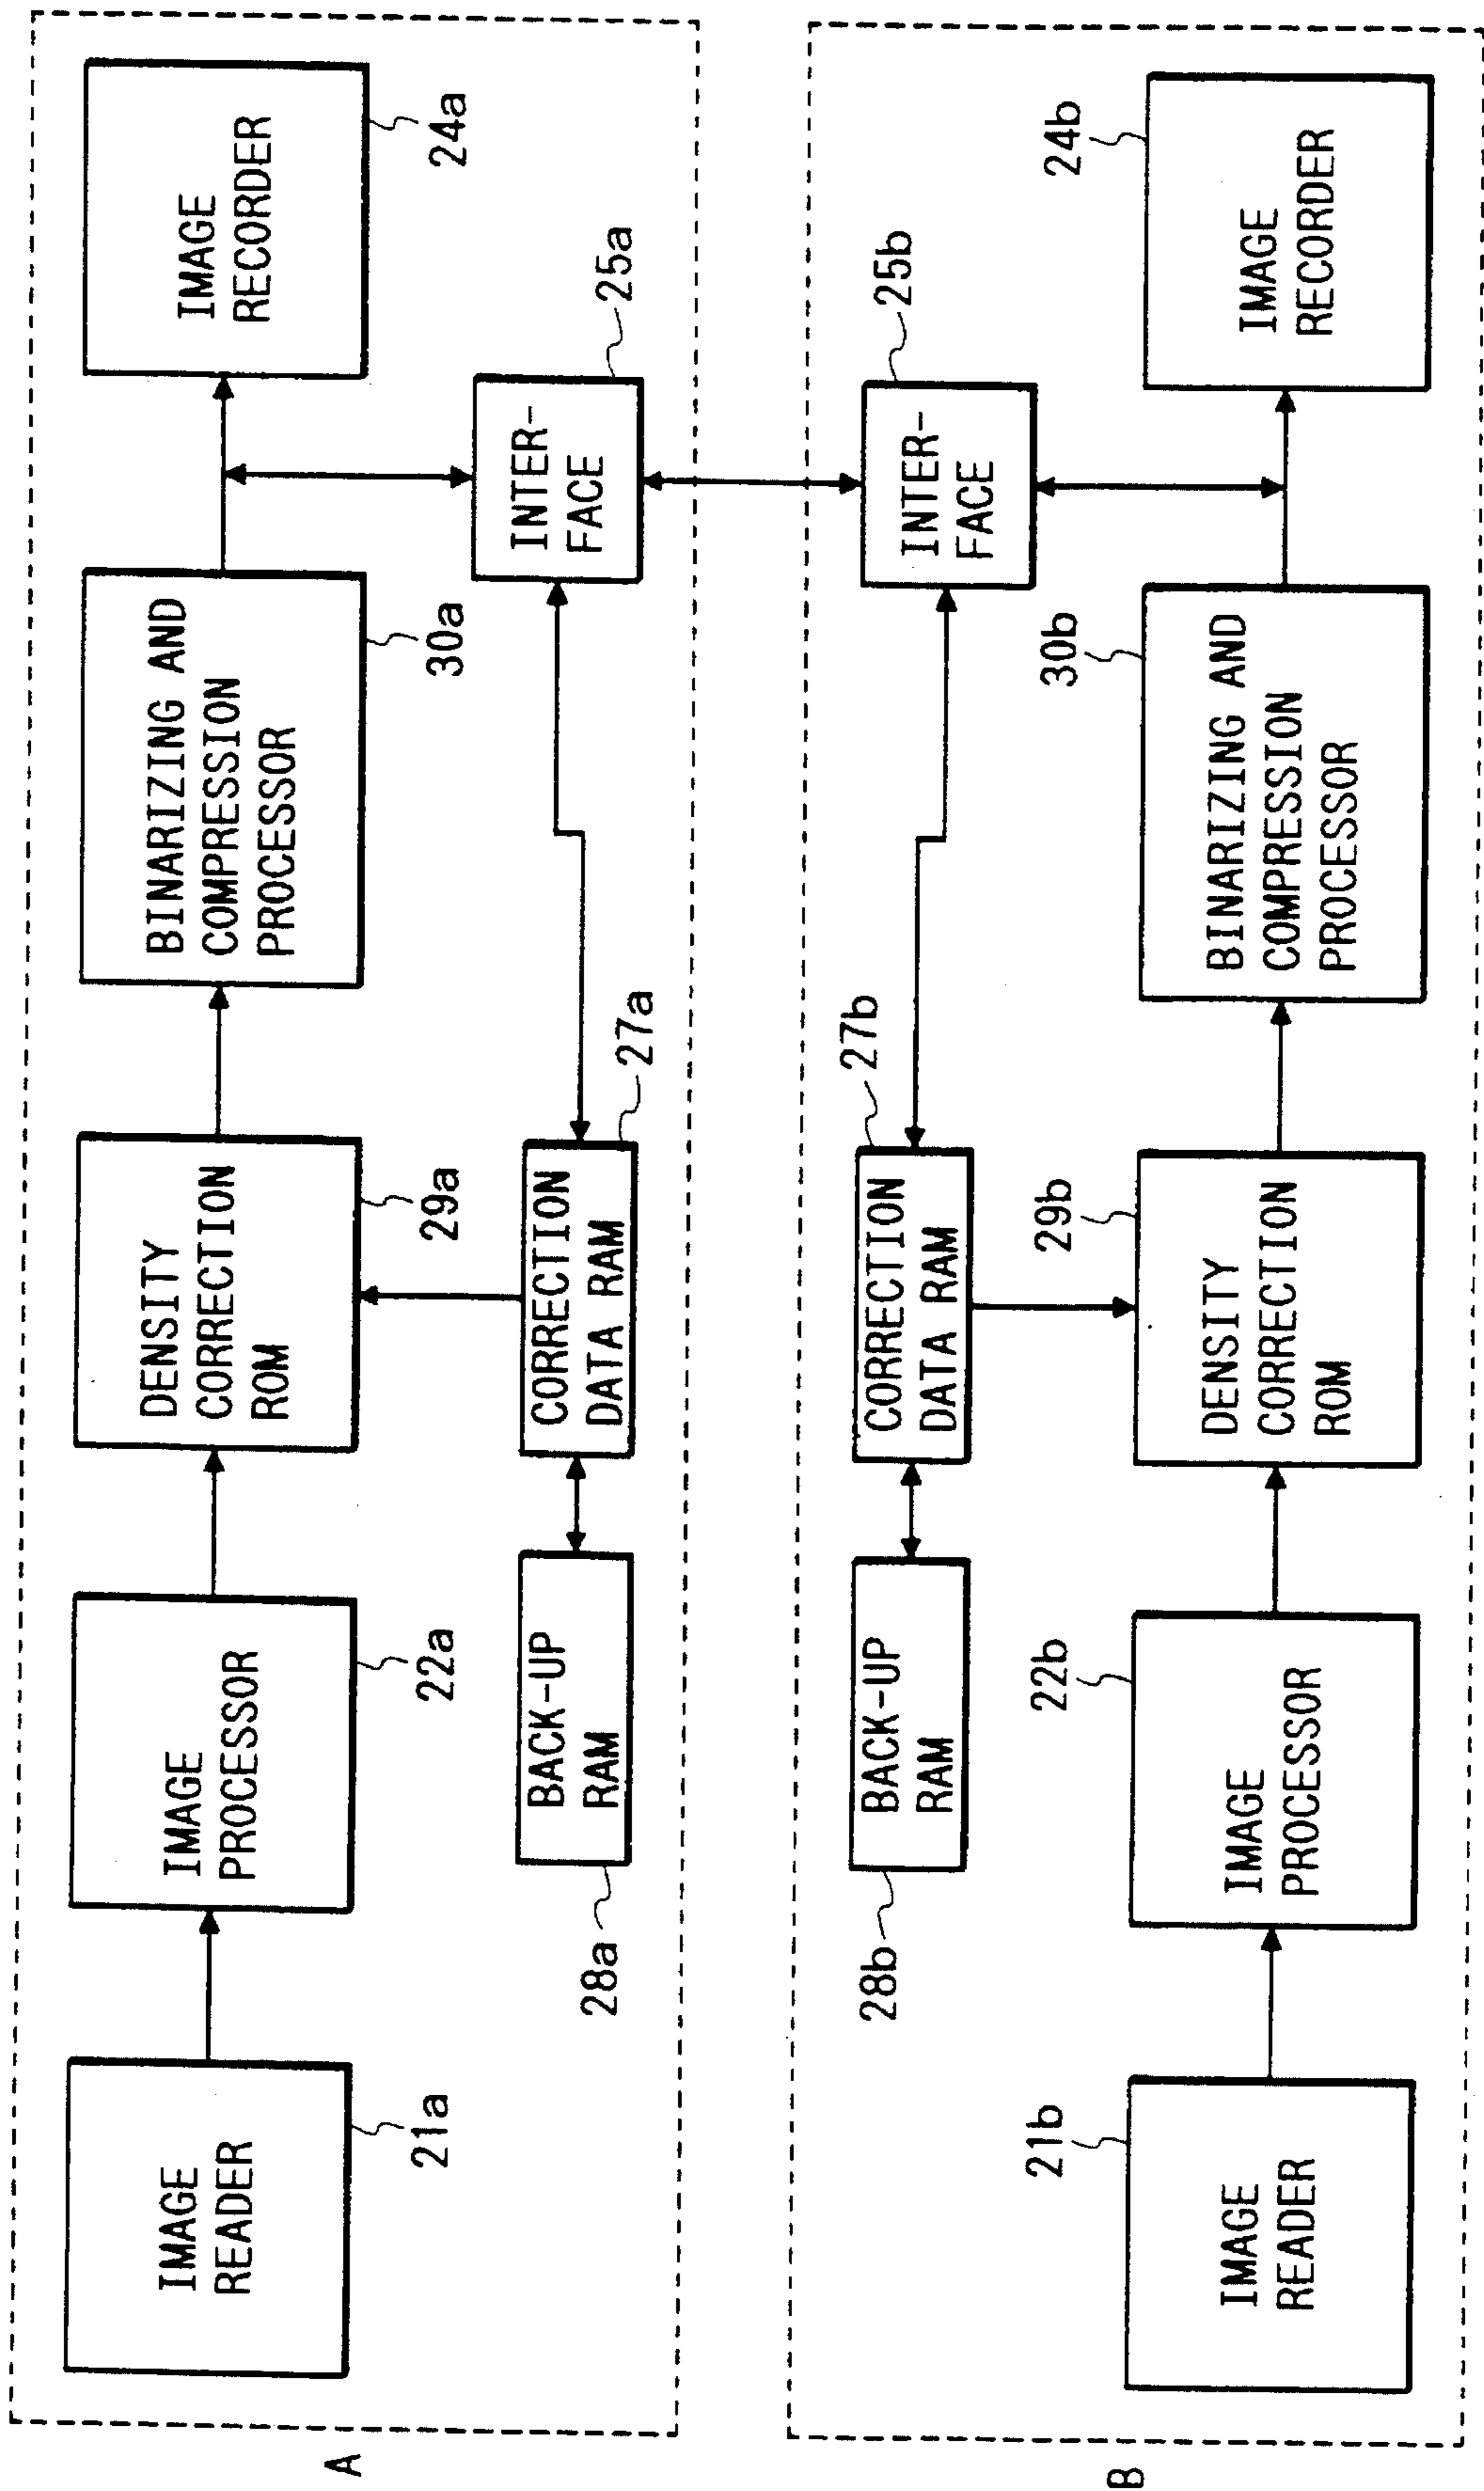 A
IMAGE
READER
21a
IMAGE
PROCESSOR
22a
DENSITY
CORRECTION
ROM
29a
BINARIZING AND
COMPRESSION
PROCESSOR
30a
IMAGE
RECORDER
24a
BACK-UP
RAM
28a
CORRECTION
DATA RAM
27a
INTER-
FACE
25a
B
BACK-UP
RAM
28b
CORRECTION
DATA RAM
27b
INTER-
FACE
25b
IMAGE
READER
21b
IMAGE
PROCESSOR
22b
DENSITY
CORRECTION
ROM
29b
BINARIZING AND
COMPRESSION
PROCESSOR
30b
IMAGE
RECORDER
24b